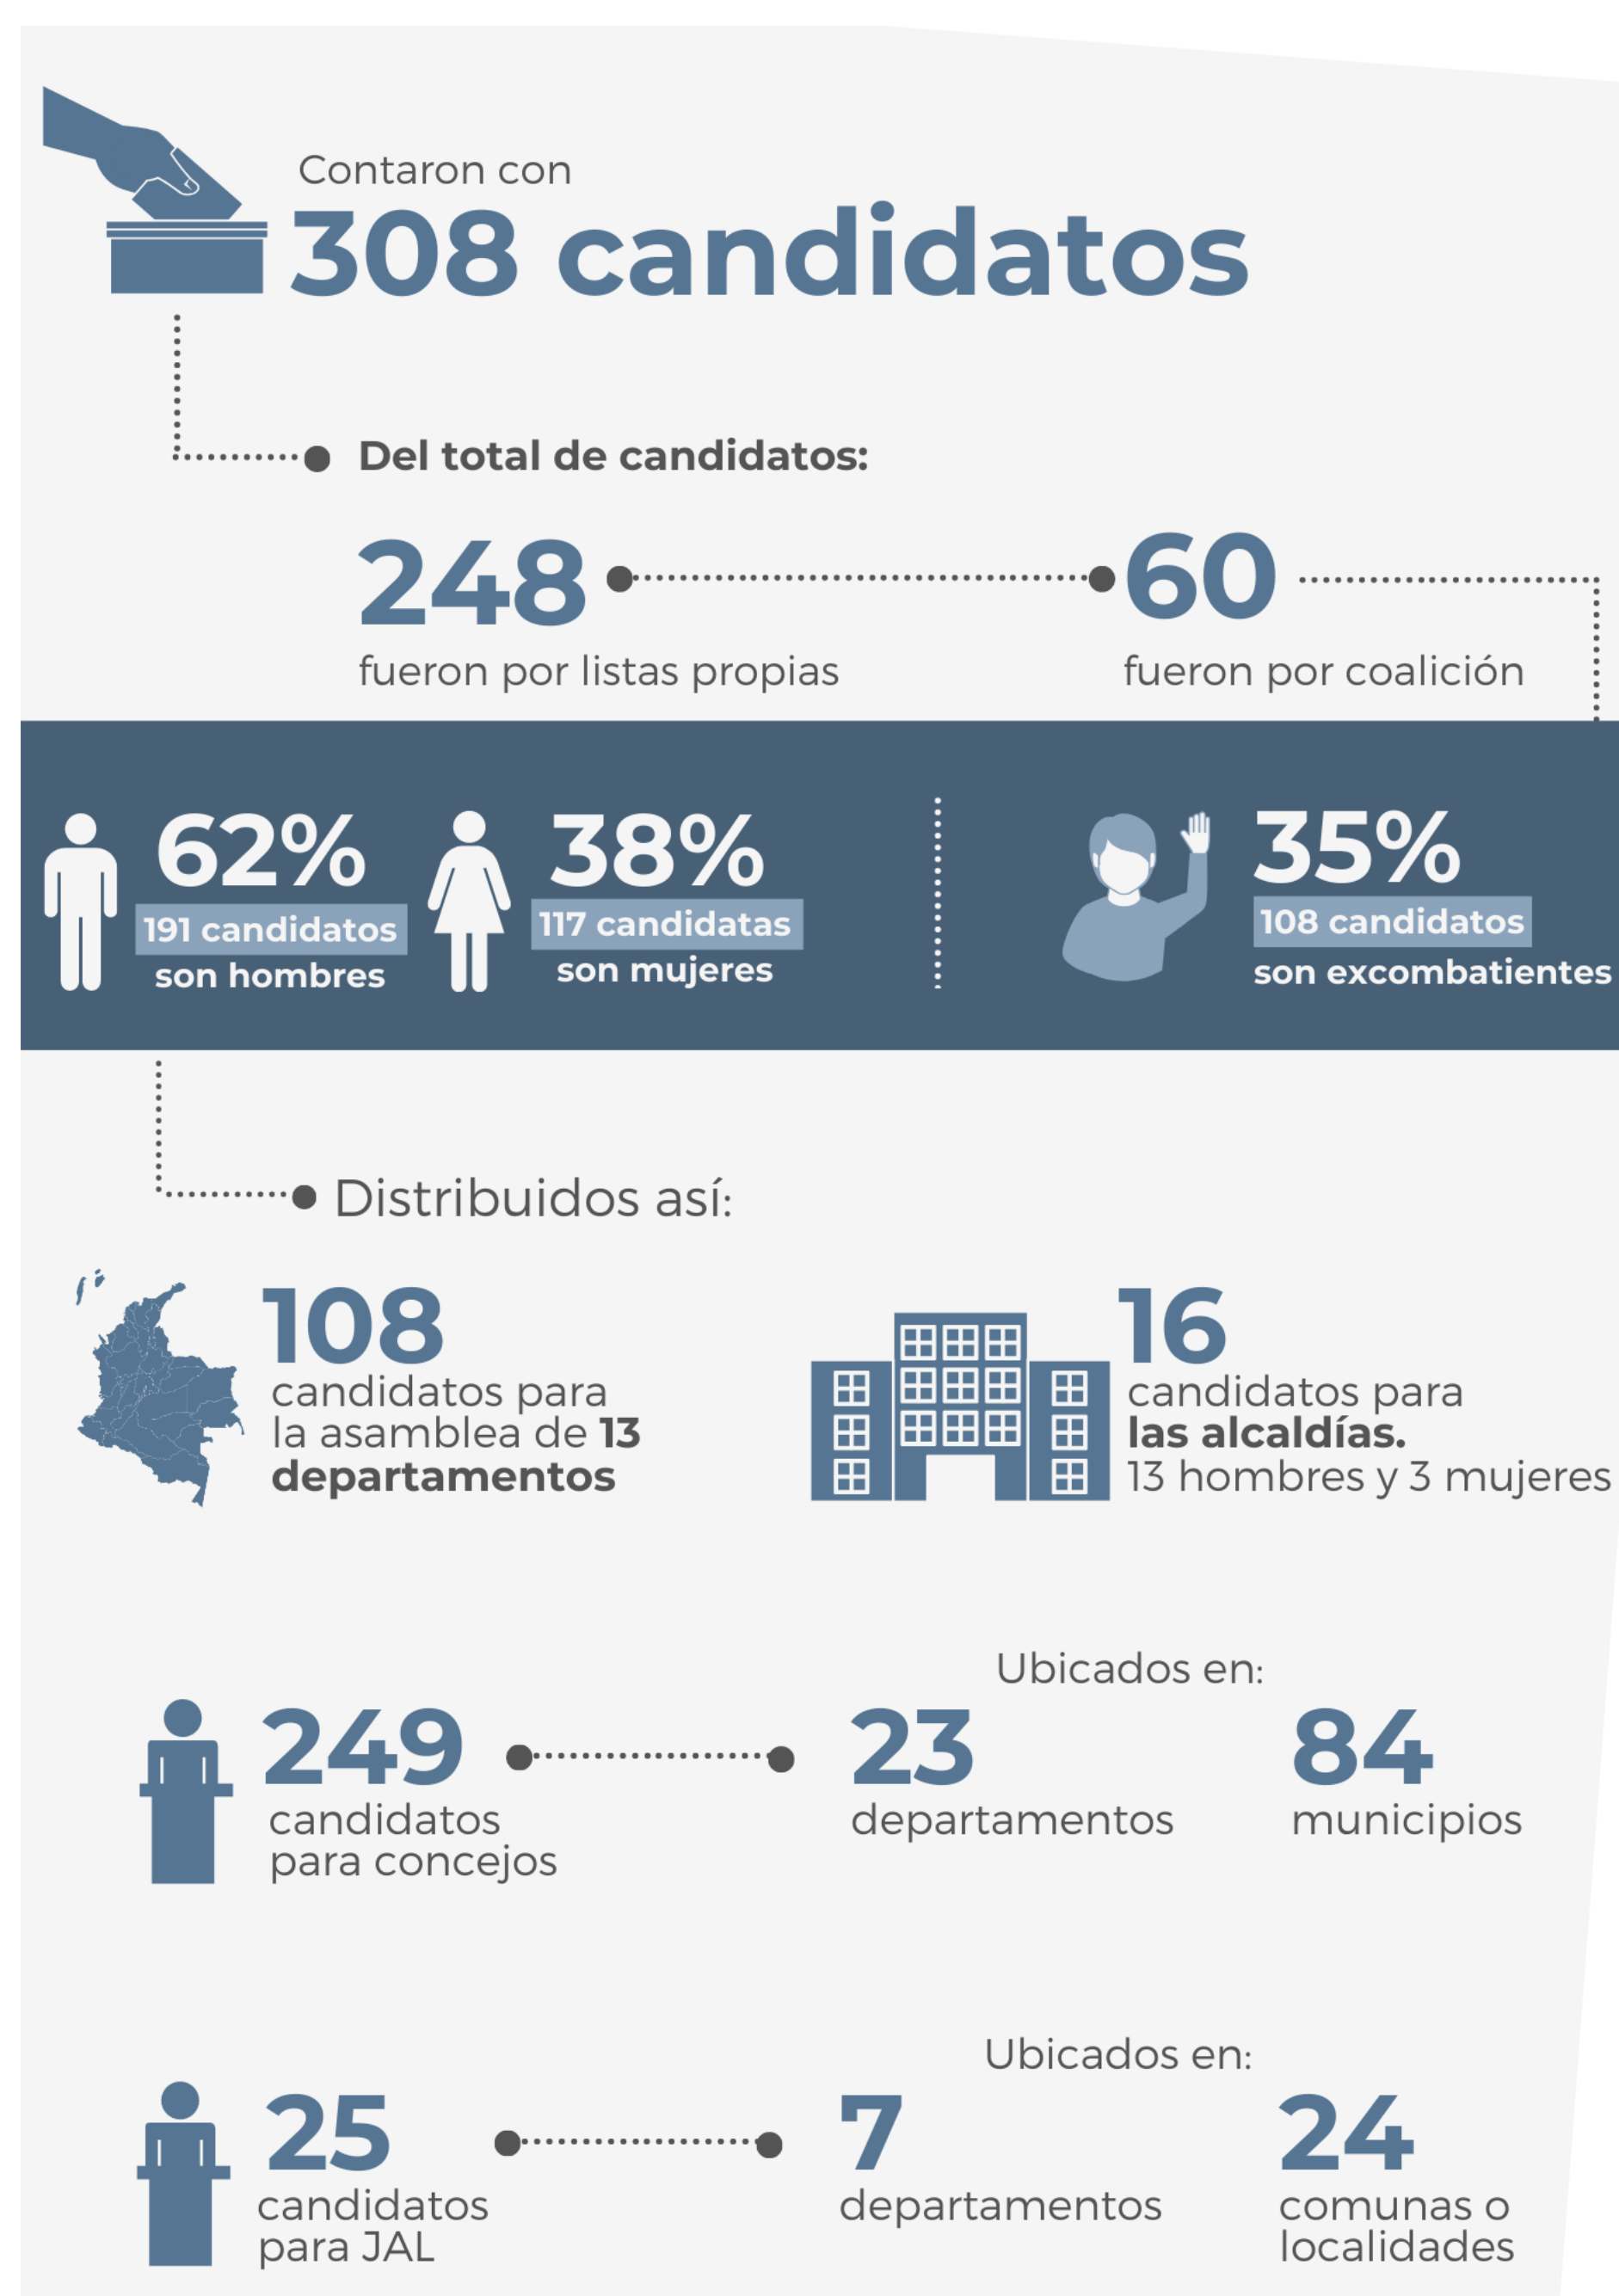 Contaron con
308 candidatos
Del total de candidatos:
248
fueron por listas propias
60
fueron por coalición
62%
191 candidatos
son hombres
38%
117 candidatas
son mujeres
35%
108 candidatos
son excombatientes
Distribuidos así:
108
candidatos para
la asamblea de 13
departamentos
16
candidatos para
las alcaldías.
13 hombres y 3 mujeres
249
candidatos
para concejos
Ubicados en:
23
departamentos
84
municipios
25
candidatos
para JAL
Ubicados en:
7
departamentos
24
comunas o
localidades